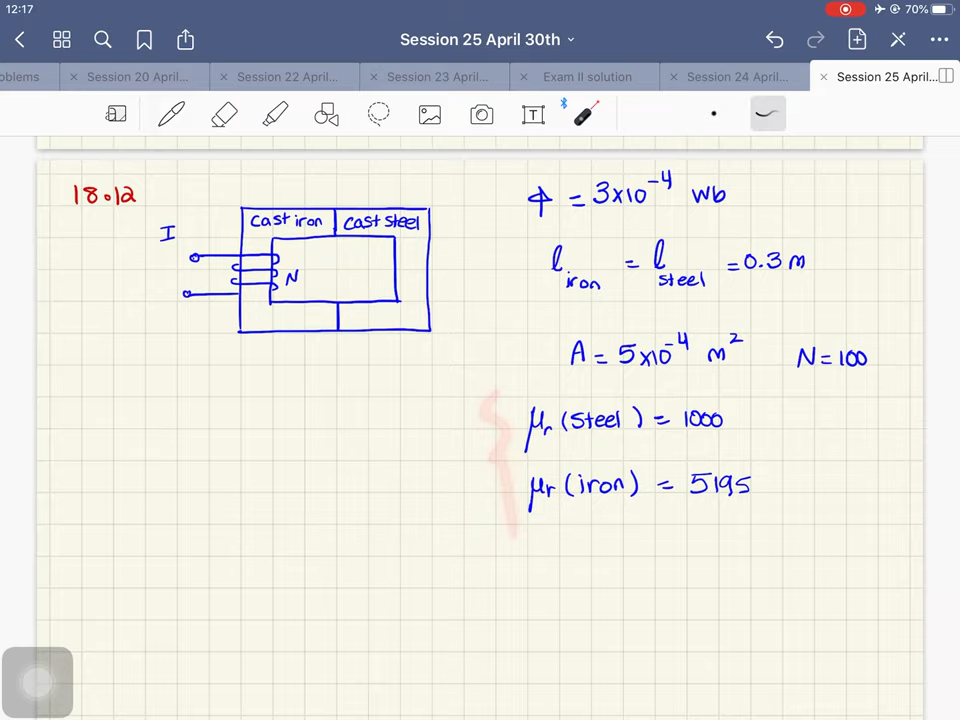 12:17
70%
Session 25 April 30th
oblems
Session 20 April...
Session 22 April...
Session 23 April...
Exam II solution
Session 24 April...
Session 25 April...
T
18.12
I
cast iron
cast steel
N
ϕ = 3x10⁻⁴ wb
l iron = l steel = 0.3 m
A = 5x10⁻⁴ m² N = 100
μr (steel) = 1000
μr (iron) = 5195